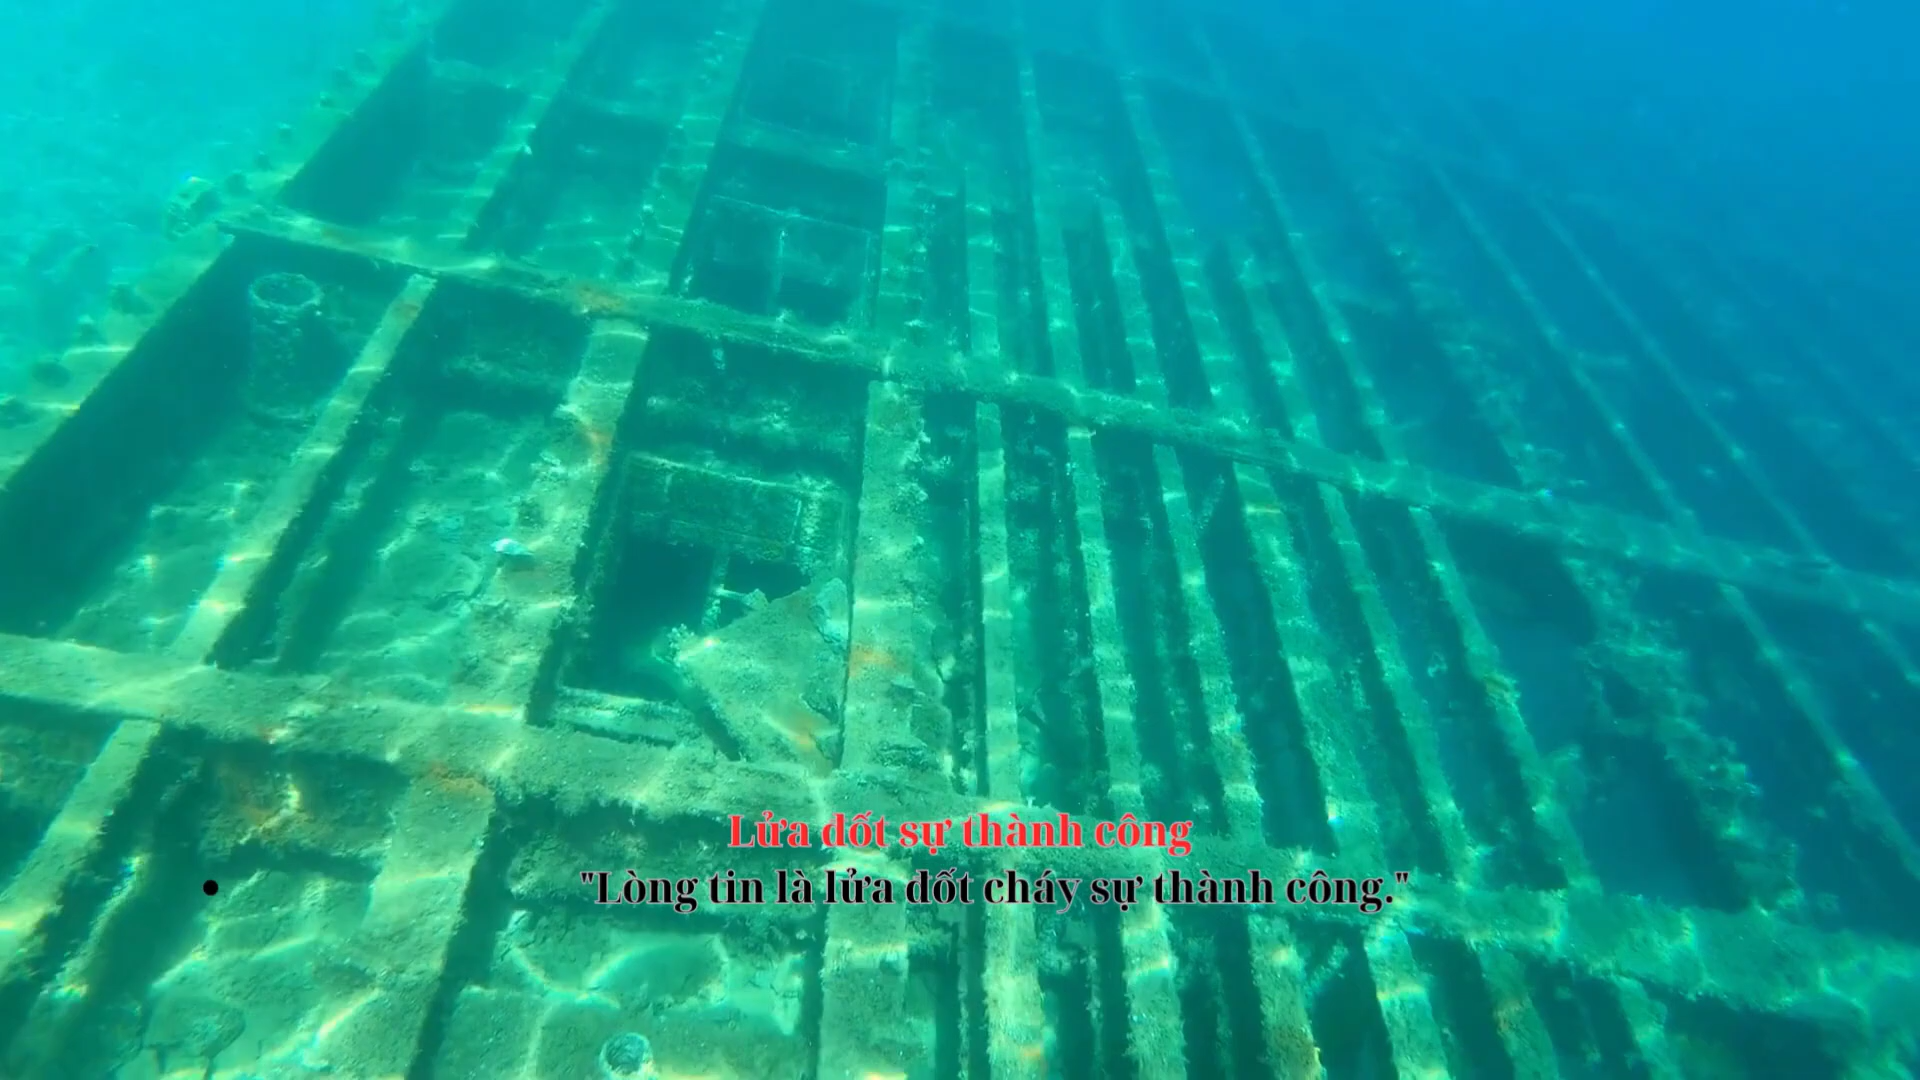 Lửa đốt sự thành công
• "Lòng tin là lửa đốt cháy sự thành công."